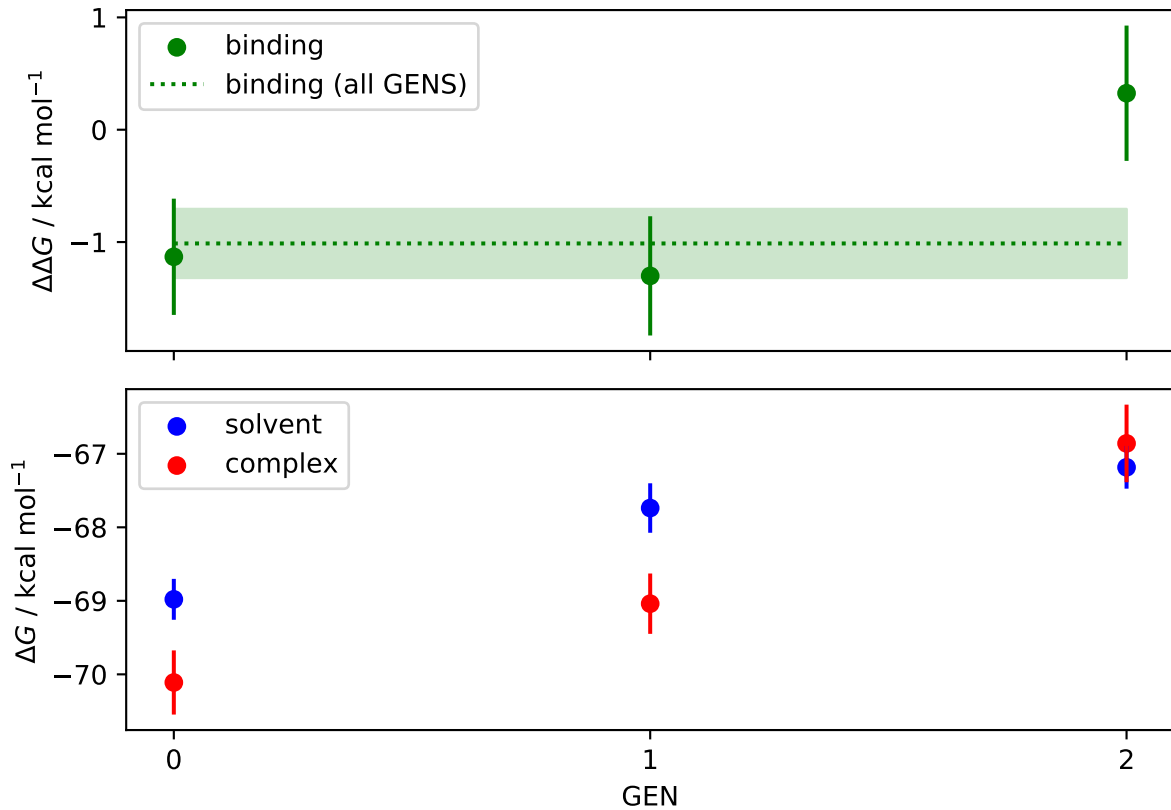 1
0
−1
ΔΔG / kcal mol⁻¹
binding
binding (all GENS)
−67
−68
−69
−70
ΔG / kcal mol⁻¹
solvent
complex
0 1 2
GEN